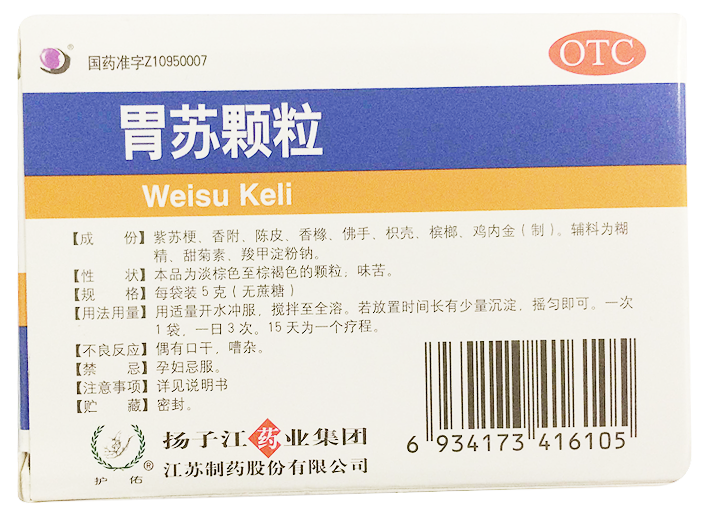 国药准字Z10950007
OTC
胃苏颗粒
Weisu Keli
【成 份】紫苏梗、香附、陈皮、香橼、佛手、枳壳、槟榔、鸡内金(制)。辅料为糊
精、甜菊素、羧甲淀粉钠。
【性 状】本品为淡棕色至棕褐色的颗粒;味苦。
【规 格】每袋装5克(无蔗糖)
【用法用量】用适量开水冲服,搅拌至全溶。若放置时间长有少量沉淀,摇匀即可。一次
1袋,一日3次。15天为一个疗程。
【不良反应】偶有口干,嘈杂。
【禁 忌】孕妇忌服。
【注意事项】详见说明书
【贮 藏】密封。
扬子江药业集团
江苏制药股份有限公司
护佑®
6 934173 416105